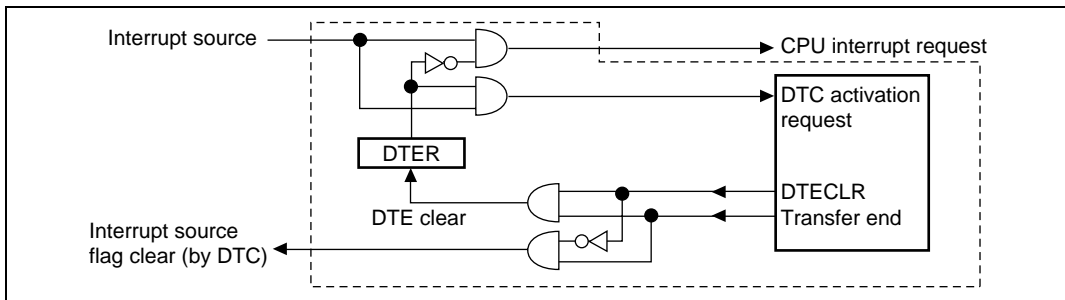 Interrupt source
CPU interrupt request
DTC activation
request
DTER
DTECLR
DTE clear
Transfer end
Interrupt source
flag clear (by DTC)